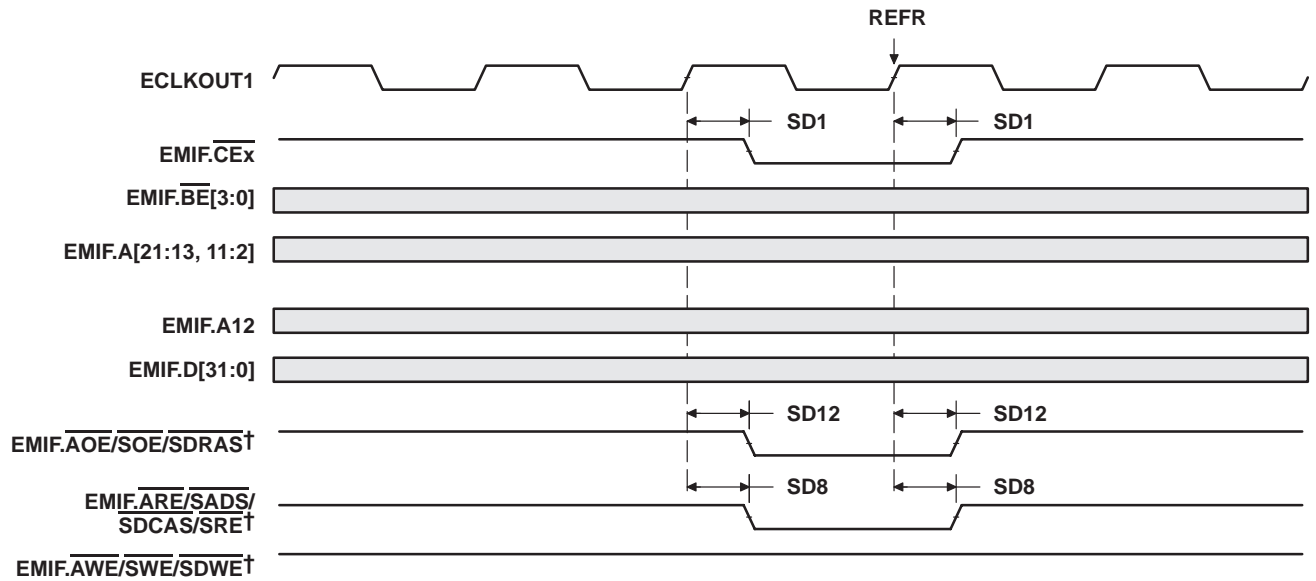 REFR
ECLKOUT1
SD1 SD1
EMIF.CEx
EMIF.BE[3:0]
EMIF.A[21:13, 11:2]
EMIF.A12
EMIF.D[31:0]
SD12 SD12
EMIF.AOE/SOE/SDRAS†
SD8 SD8
EMIF.ARE/SADS/
SDCAS/SRE†
EMIF.AWE/SWE/SDWE†